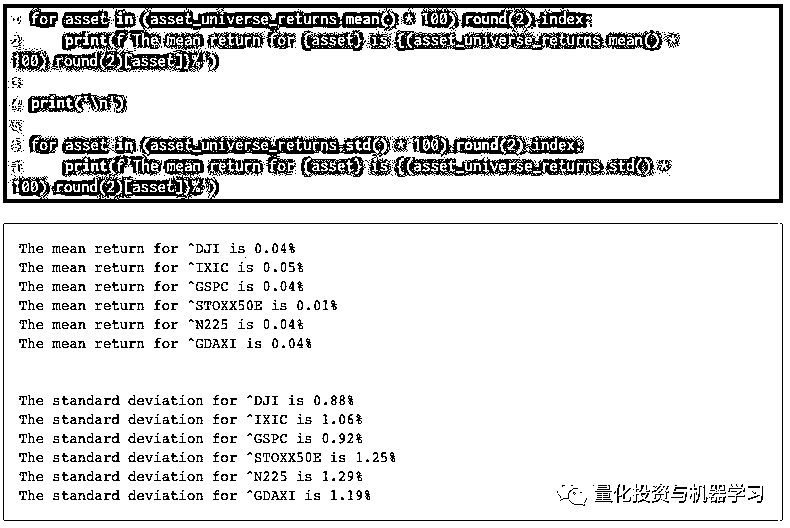 for asset in (asset_universe_returns.mean() * 100).round(2).index:
print(f'The mean return for {asset} is {(asset_universe_returns.mean() *
100).round(2)[asset]}%')
print('\n')
for asset in (asset_universe_returns.std() * 100).round(2).index:
print(f'The mean return for {asset} is {(asset_universe_returns.std() *
100).round(2)[asset]}%')
The mean return for ^DJI is 0.04%
The mean return for ^IXIC is 0.05%
The mean return for ^GSPC is 0.04%
The mean return for ^STOXX50E is 0.01%
The mean return for ^N225 is 0.04%
The mean return for ^GDAXI is 0.04%
The standard deviation for ^DJI is 0.88%
The standard deviation for ^IXIC is 1.06%
The standard deviation for ^GSPC is 0.92%
The standard deviation for ^STOXX50E is 1.25%
The standard deviation for ^N225 is 1.29%
The standard deviation for ^GDAXI is 1.19%
量化投资与机器学习